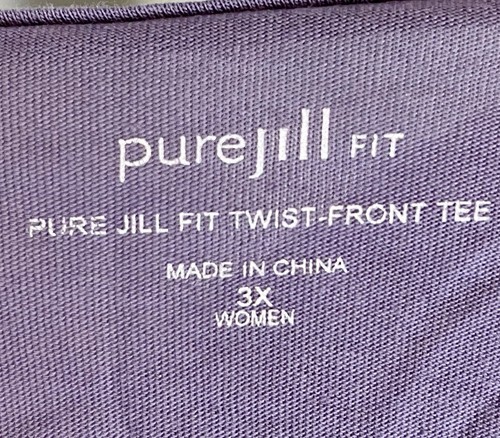 purejill FIT
PURE JILL FIT TWIST-FRONT TEE
MADE IN CHINA
3X
WOMEN